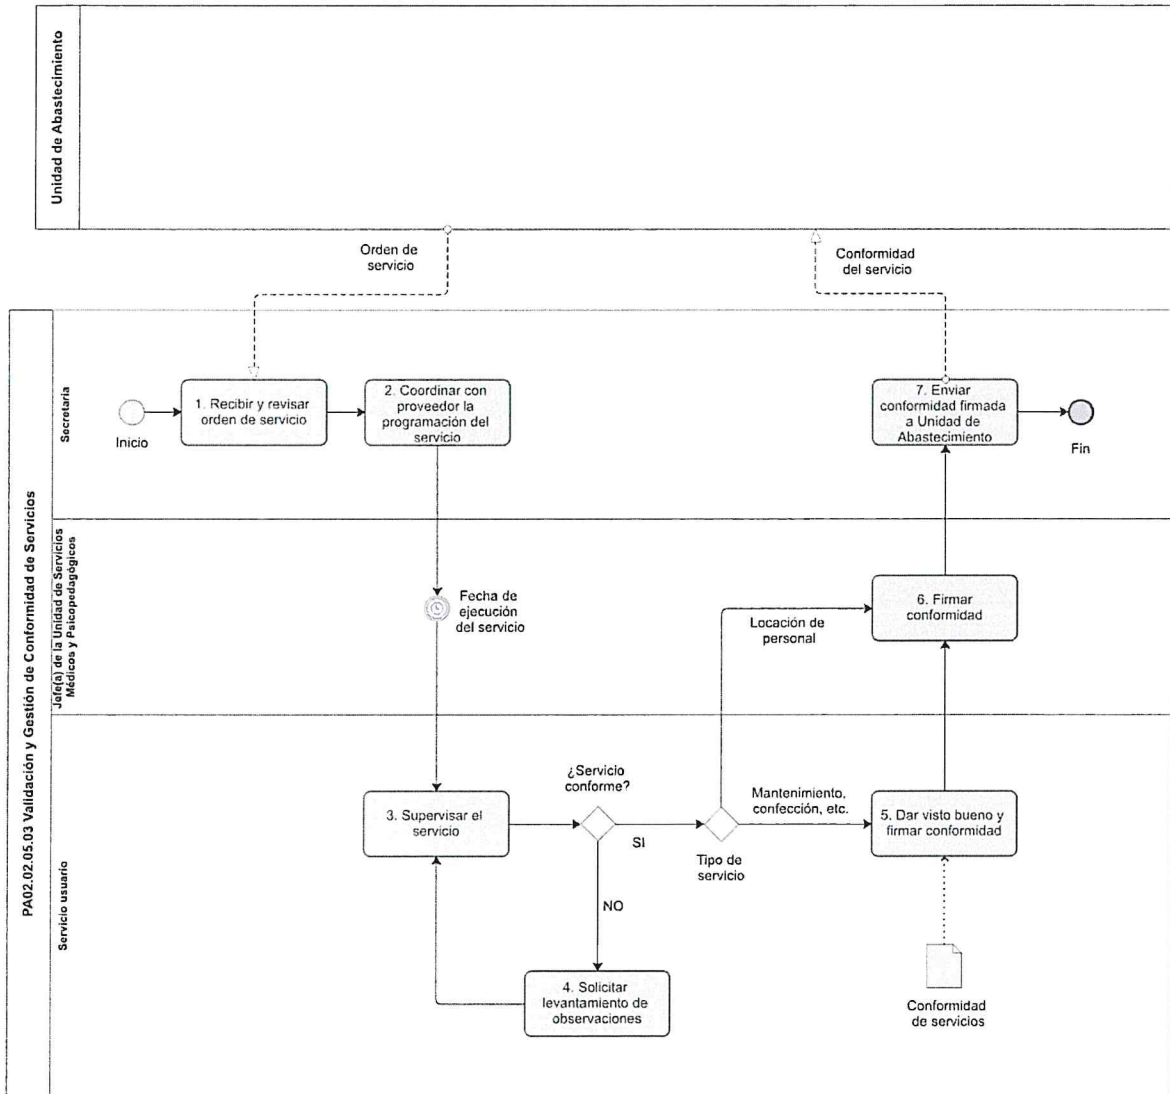 Unidad de Abastecimiento
Orden de
servicio
Conformidad
del servicio
PA02.02.05.03 Validación y Gestión de Conformidad de Servicios
Secretaria
Inicio
1. Recibir y revisar
orden de servicio
2. Coordinar con
proveedor la
programación del
servicio
7. Enviar
conformidad firmada
a Unidad de
Abastecimiento
Fin
Jefe(a) de la Unidad de Servicios
Médicos y Psicopedagógicos
Fecha de
ejecución
del servicio
Locación de
personal
6. Firmar
conformidad
Servicio usuario
3. Supervisar el
servicio
¿Servicio
conforme?
SI
NO
Tipo de
servicio
Mantenimiento,
confección, etc.
5. Dar visto bueno y
firmar conformidad
4. Solicitar
levantamiento de
observaciones
Conformidad
de servicios